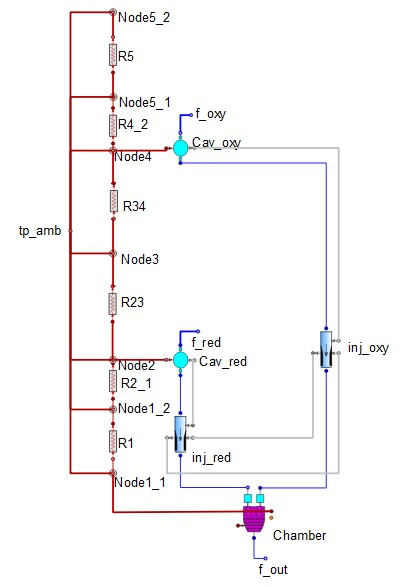 Node5_2
R5
Node5_1
f_oxy
R4_2
Cav_oxy
Node4
R34
tp_amb
Node3
R23
f_red
inj_oxy
Node2
Cav_red
R2_1
Node1_2
R1
inj_red
Node1_1
Chamber
f_out